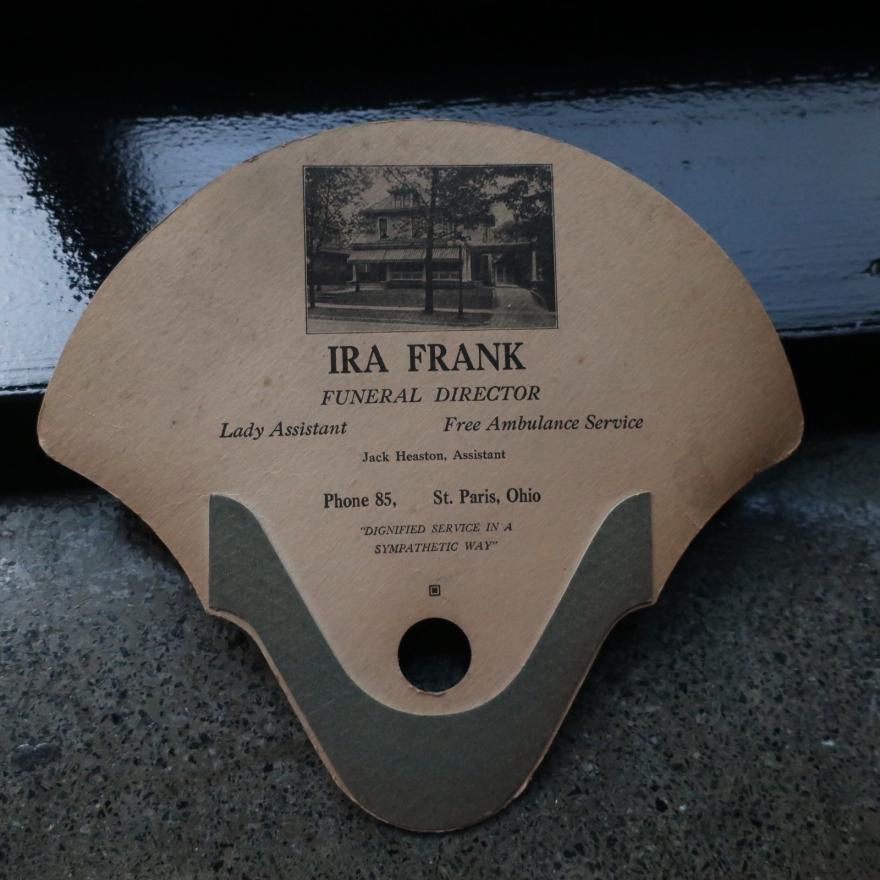 IRA FRANK
FUNERAL DIRECTOR
Lady Assistant Free Ambulance Service
Jack Heaston, Assistant
Phone 85, St. Paris, Ohio
"DIGNIFIED SERVICE IN A
SYMPATHETIC WAY"